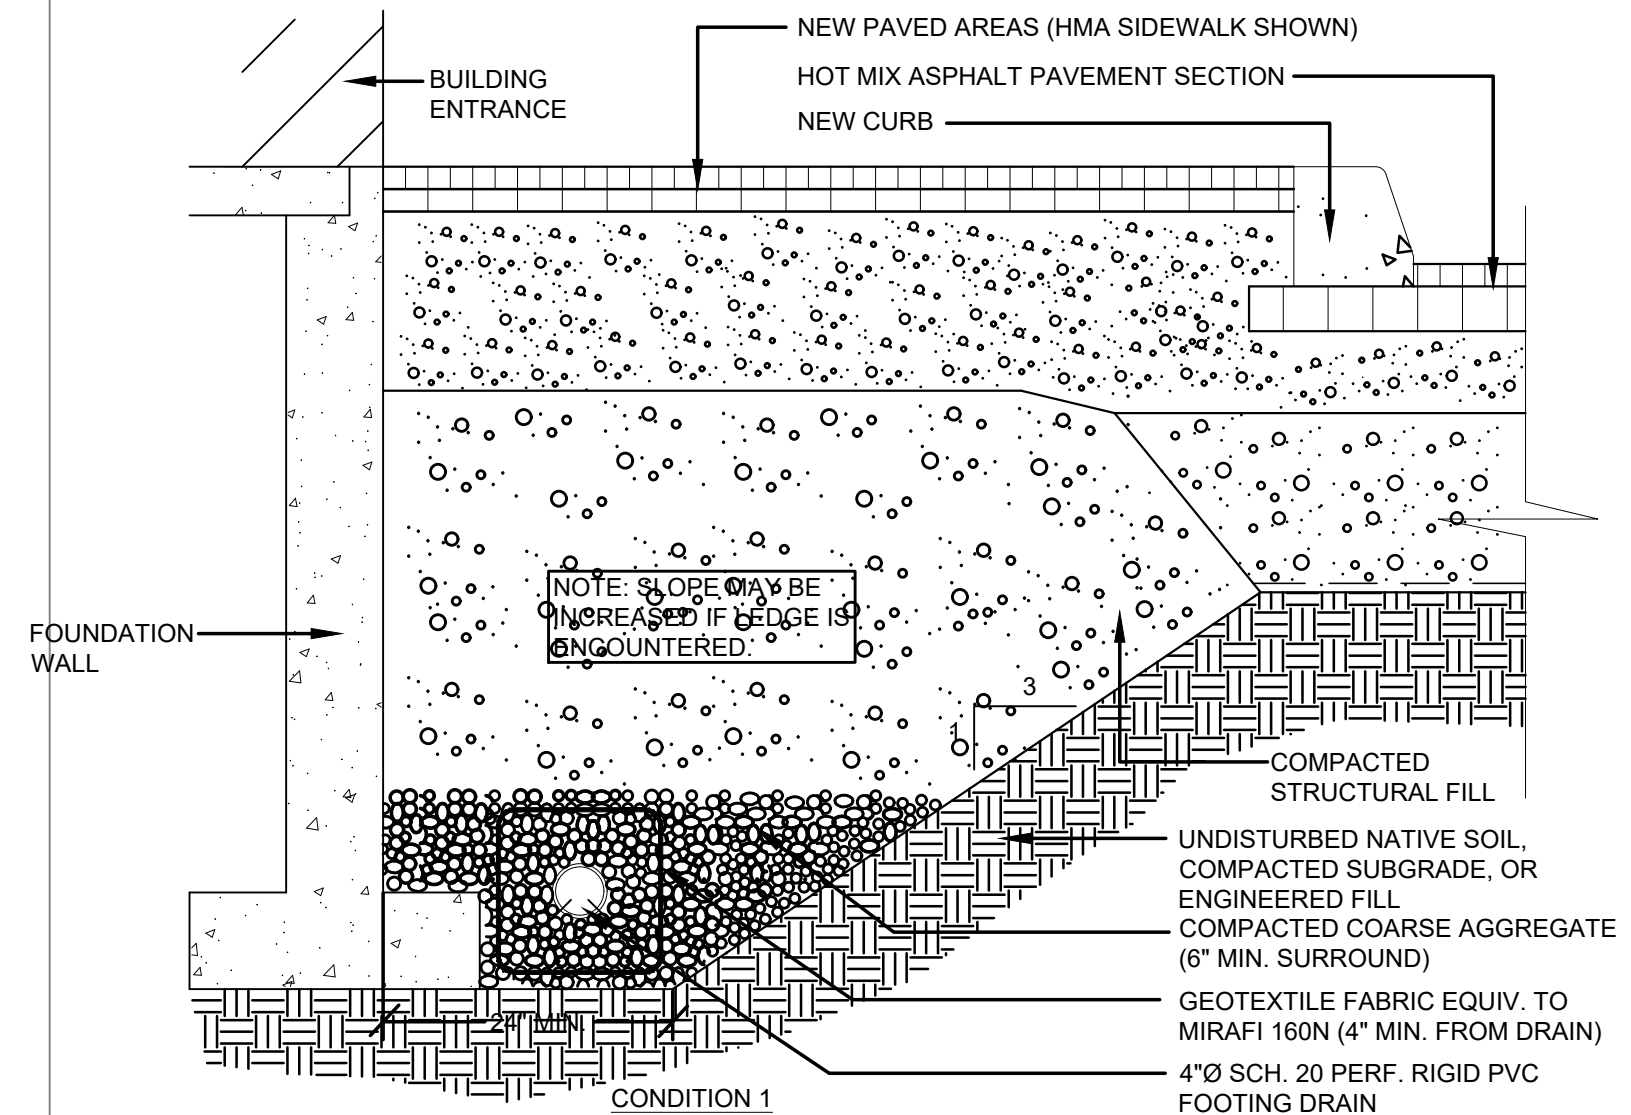 NEW PAVED AREAS (HMA SIDEWALK SHOWN)
HOT MIX ASPHALT PAVEMENT SECTION
NEW CURB
BUILDING
ENTRANCE
NOTE: SLOPE MAY BE
INCREASED IF LEDGE IS
ENCOUNTERED.
FOUNDATION
WALL
3
1
COMPACTED
STRUCTURAL FILL
UNDISTURBED NATIVE SOIL,
COMPACTED SUBGRADE, OR
ENGINEERED FILL
COMPACTED COARSE AGGREGATE
(6" MIN. SURROUND)
GEOTEXTILE FABRIC EQUIV. TO
MIRAFI 160N (4" MIN. FROM DRAIN)
4"Ø SCH. 20 PERF. RIGID PVC
FOOTING DRAIN
24" MIN.
CONDITION 1